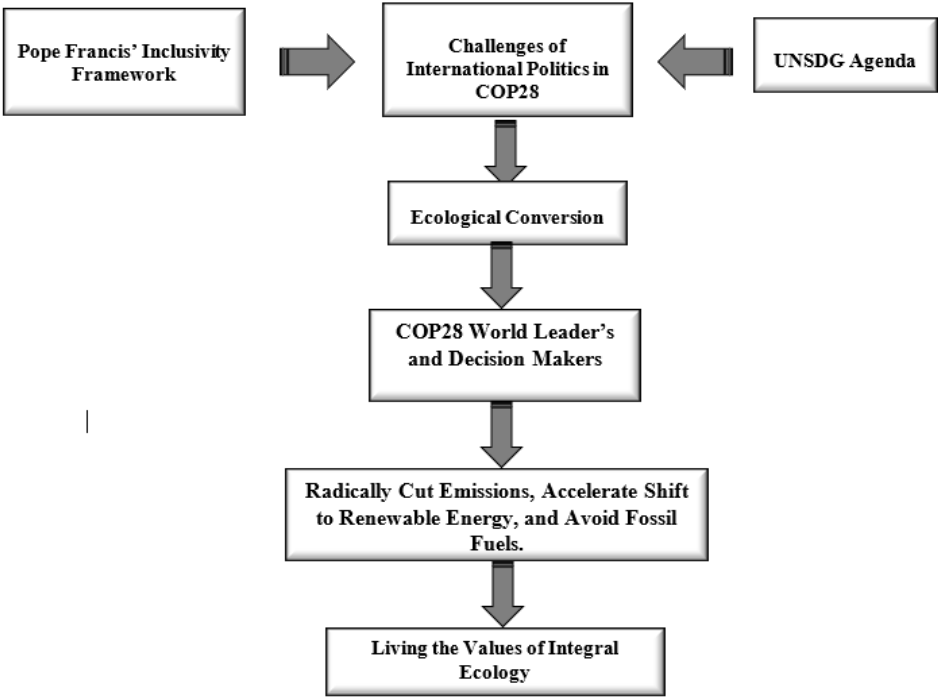 Pope Francis' Inclusivity
Framework
Challenges of
International Politics in
COP28
UNSDG Agenda
Ecological Conversion
COP28 World Leader's
and Decision Makers
Radically Cut Emissions, Accelerate Shift
to Renewable Energy, and Avoid Fossil
Fuels.
Living the Values of Integral
Ecology